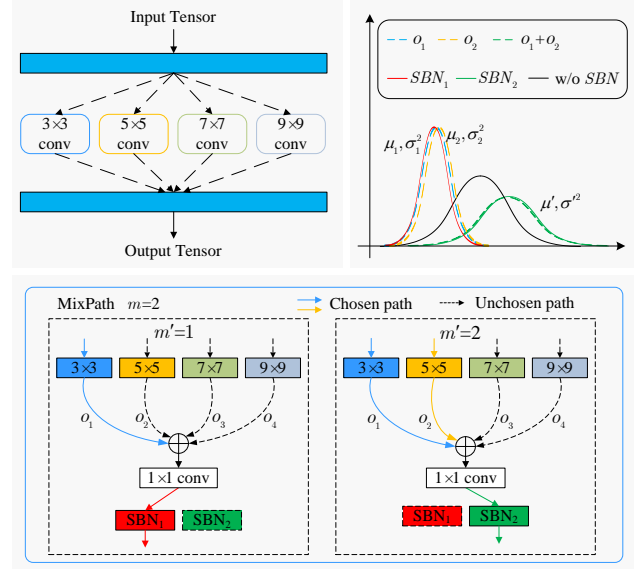 Input Tensor
3×3 conv
5×5 conv
7×7 conv
9×9 conv
Output Tensor
o₁
o₂
o₁+o₂
SBN₁
SBN₂
w/o SBN
μ₁, σ₁²
μ₂, σ₂²
μ′, σ′²
MixPath m=2
Chosen path
Unchosen path
m′=1
3×3
5×5
7×7
9×9
o₁
o₂
o₃
o₄
1×1 conv
SBN₁
SBN₂
m′=2
3×3
5×5
7×7
9×9
o₁
o₂
o₃
o₄
1×1 conv
SBN₁
SBN₂